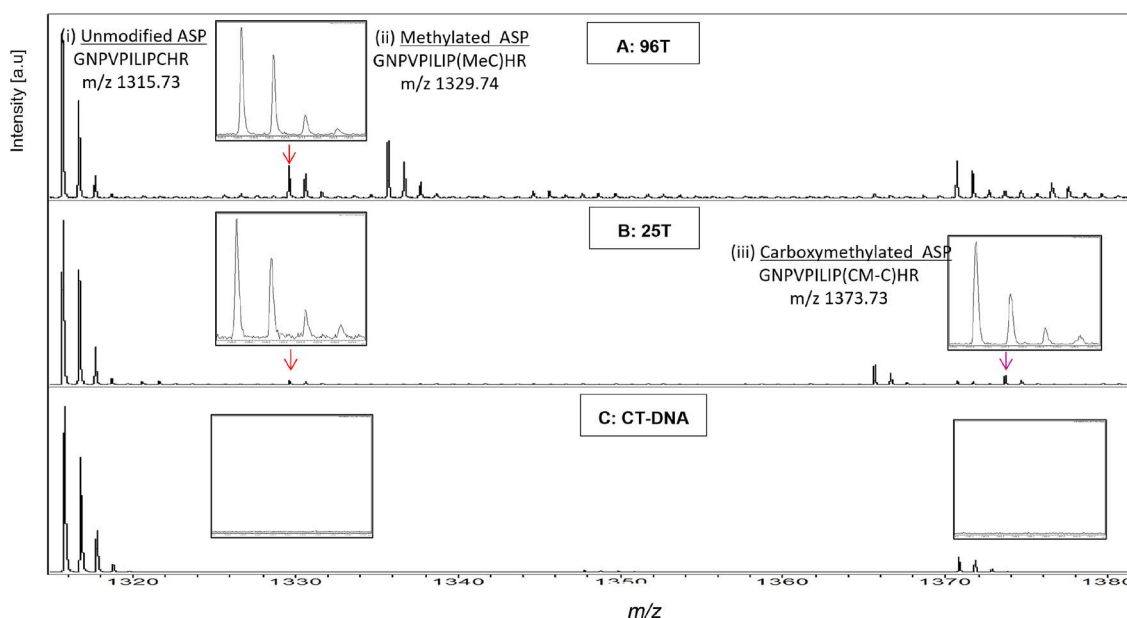 Intensity [a.u]
(i) Unmodified ASP
GNPVPILIPCHR
m/z 1315.73
(ii) Methylated ASP
GNPVPILIP(MeC)HR
m/z 1329.74
A: 96T
B: 25T
(iii) Carboxymethylated ASP
GNPVPILIP(CM-C)HR
m/z 1373.73
C: CT-DNA
1320 1330 1340 1350 1360 1370 1380
m/z